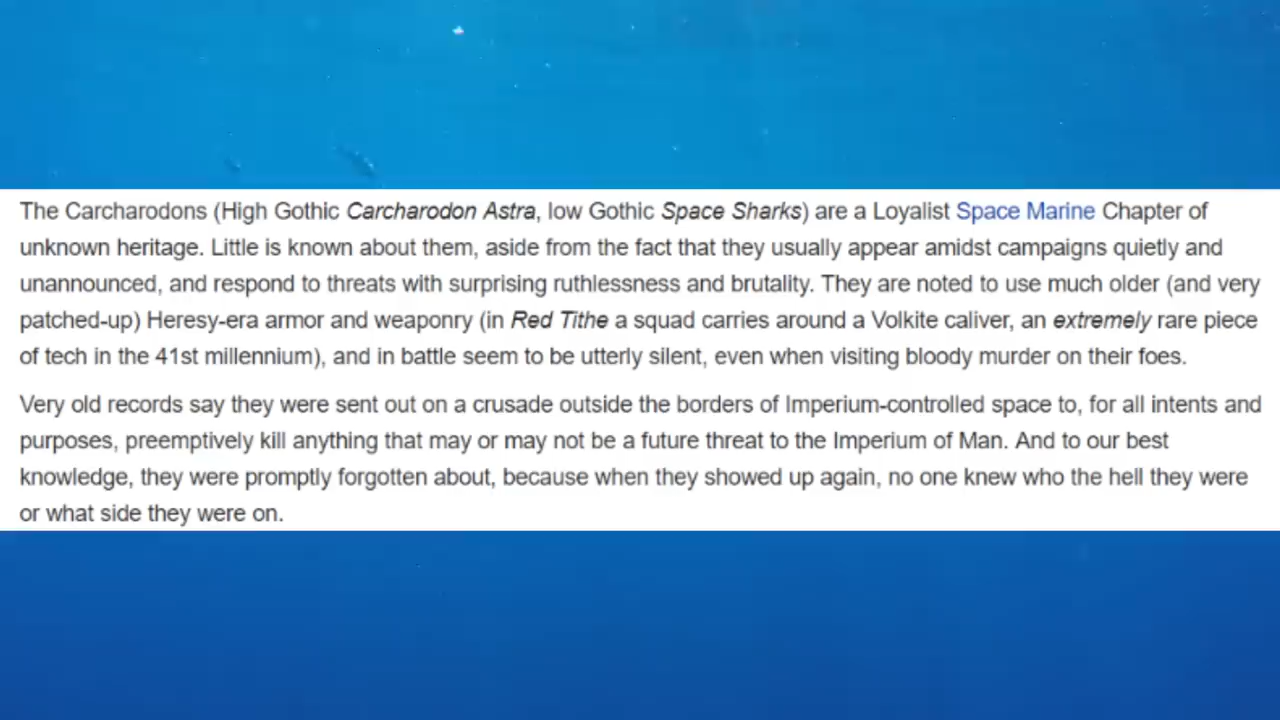 The Carcharodons (High Gothic Carcharodon Astra, low Gothic Space Sharks) are a Loyalist Space Marine Chapter of
unknown heritage. Little is known about them, aside from the fact that they usually appear amidst campaigns quietly and
unannounced, and respond to threats with surprising ruthlessness and brutality. They are noted to use much older (and very
patched-up) Heresy-era armor and weaponry (in Red Tithe a squad carries around a Volkite caliver, an extremely rare piece
of tech in the 41st millennium), and in battle seem to be utterly silent, even when visiting bloody murder on their foes.
Very old records say they were sent out on a crusade outside the borders of Imperium-controlled space to, for all intents and
purposes, preemptively kill anything that may or may not be a future threat to the Imperium of Man. And to our best
knowledge, they were promptly forgotten about, because when they showed up again, no one knew who the hell they were
or what side they were on.